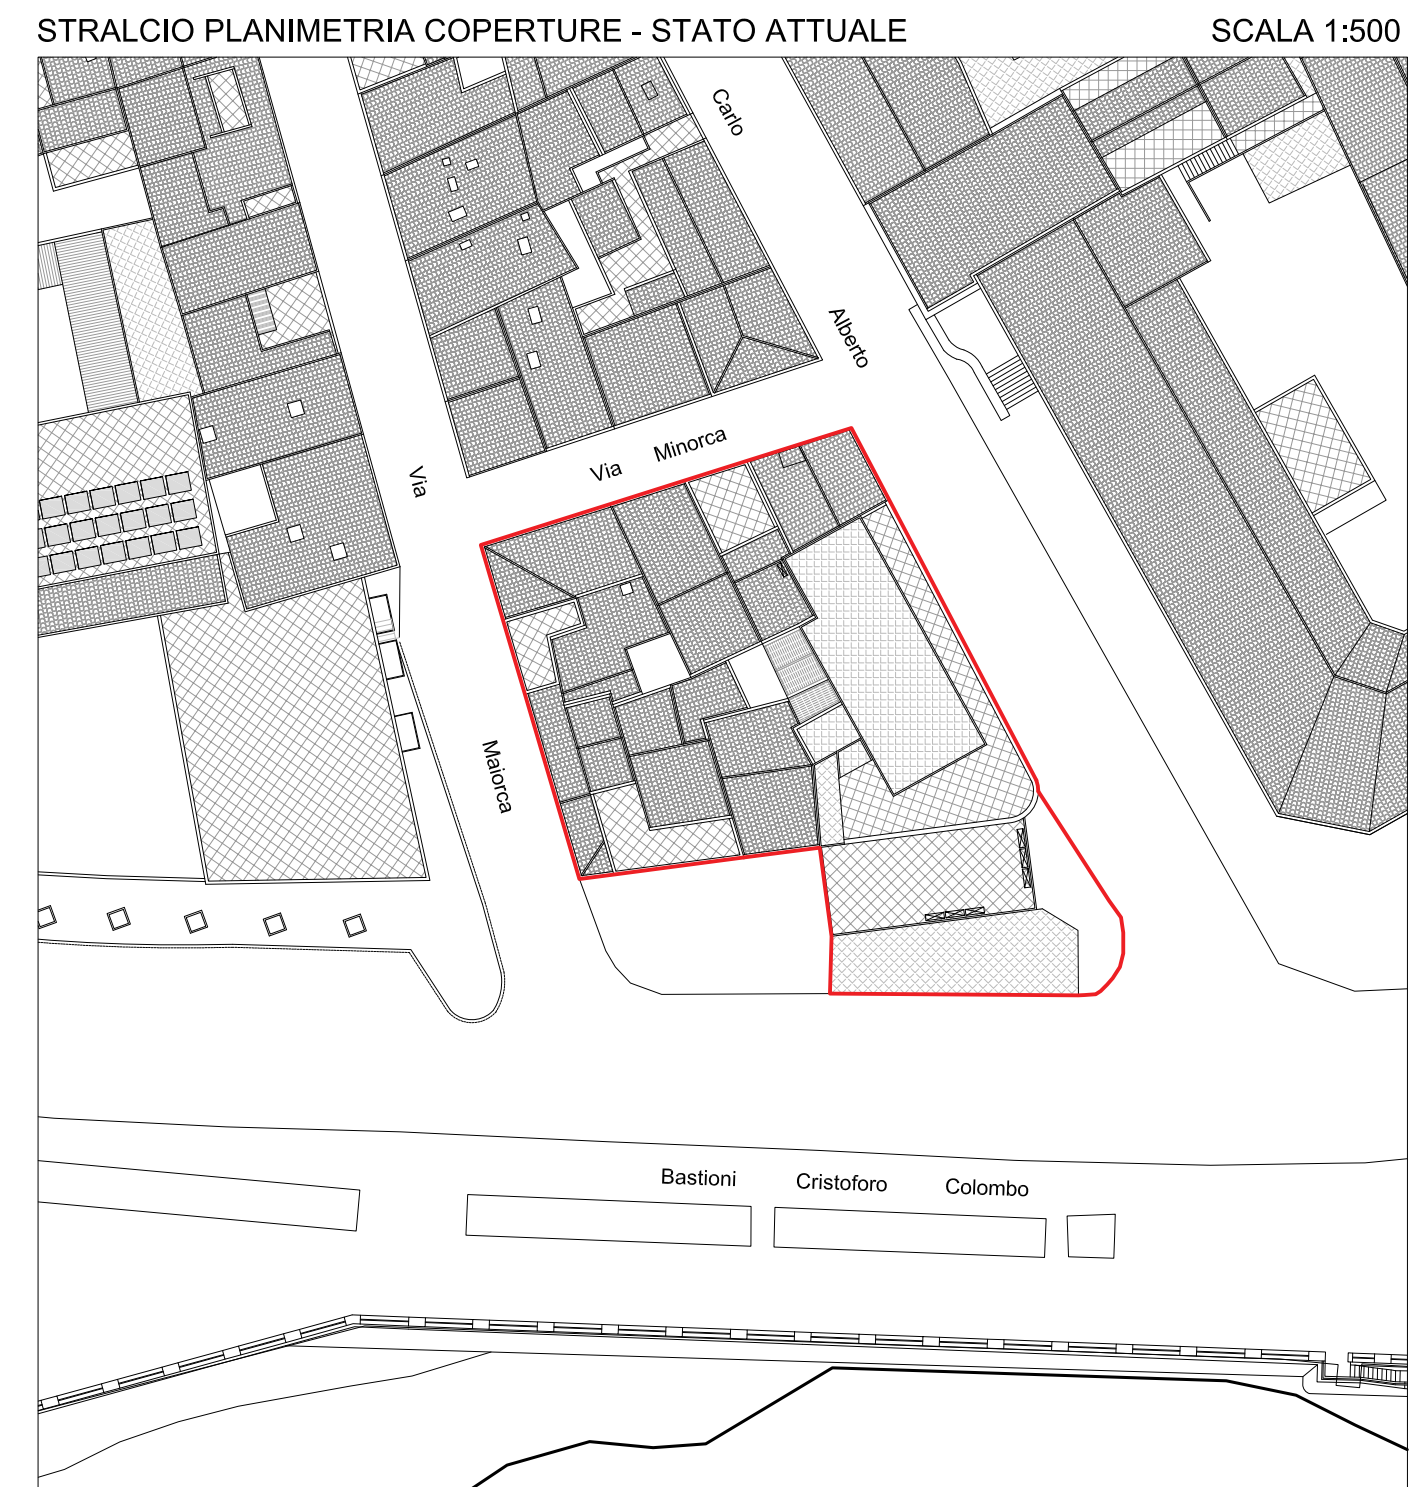 STRALCIO PLANIMETRIA COPERTURE - STATO ATTUALE
SCALA 1:500
Carlo
Alberto
Via Minorca
Via
Maiorca
Bastioni Cristoforo Colombo